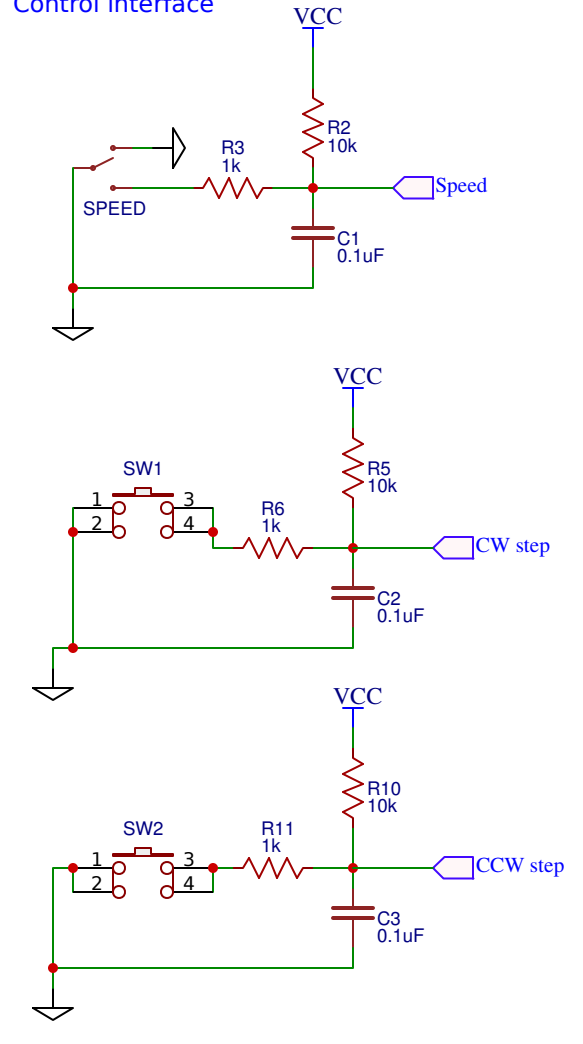 Control Interface
VCC
R2
10k
R3
1k
SPEED
Speed
C1
0.1uF
VCC
R5
10k
SW1
1 3
2 4
R6
1k
CW step
C2
0.1uF
VCC
R10
10k
SW2
1 3
2 4
R11
1k
CCW step
C3
0.1uF